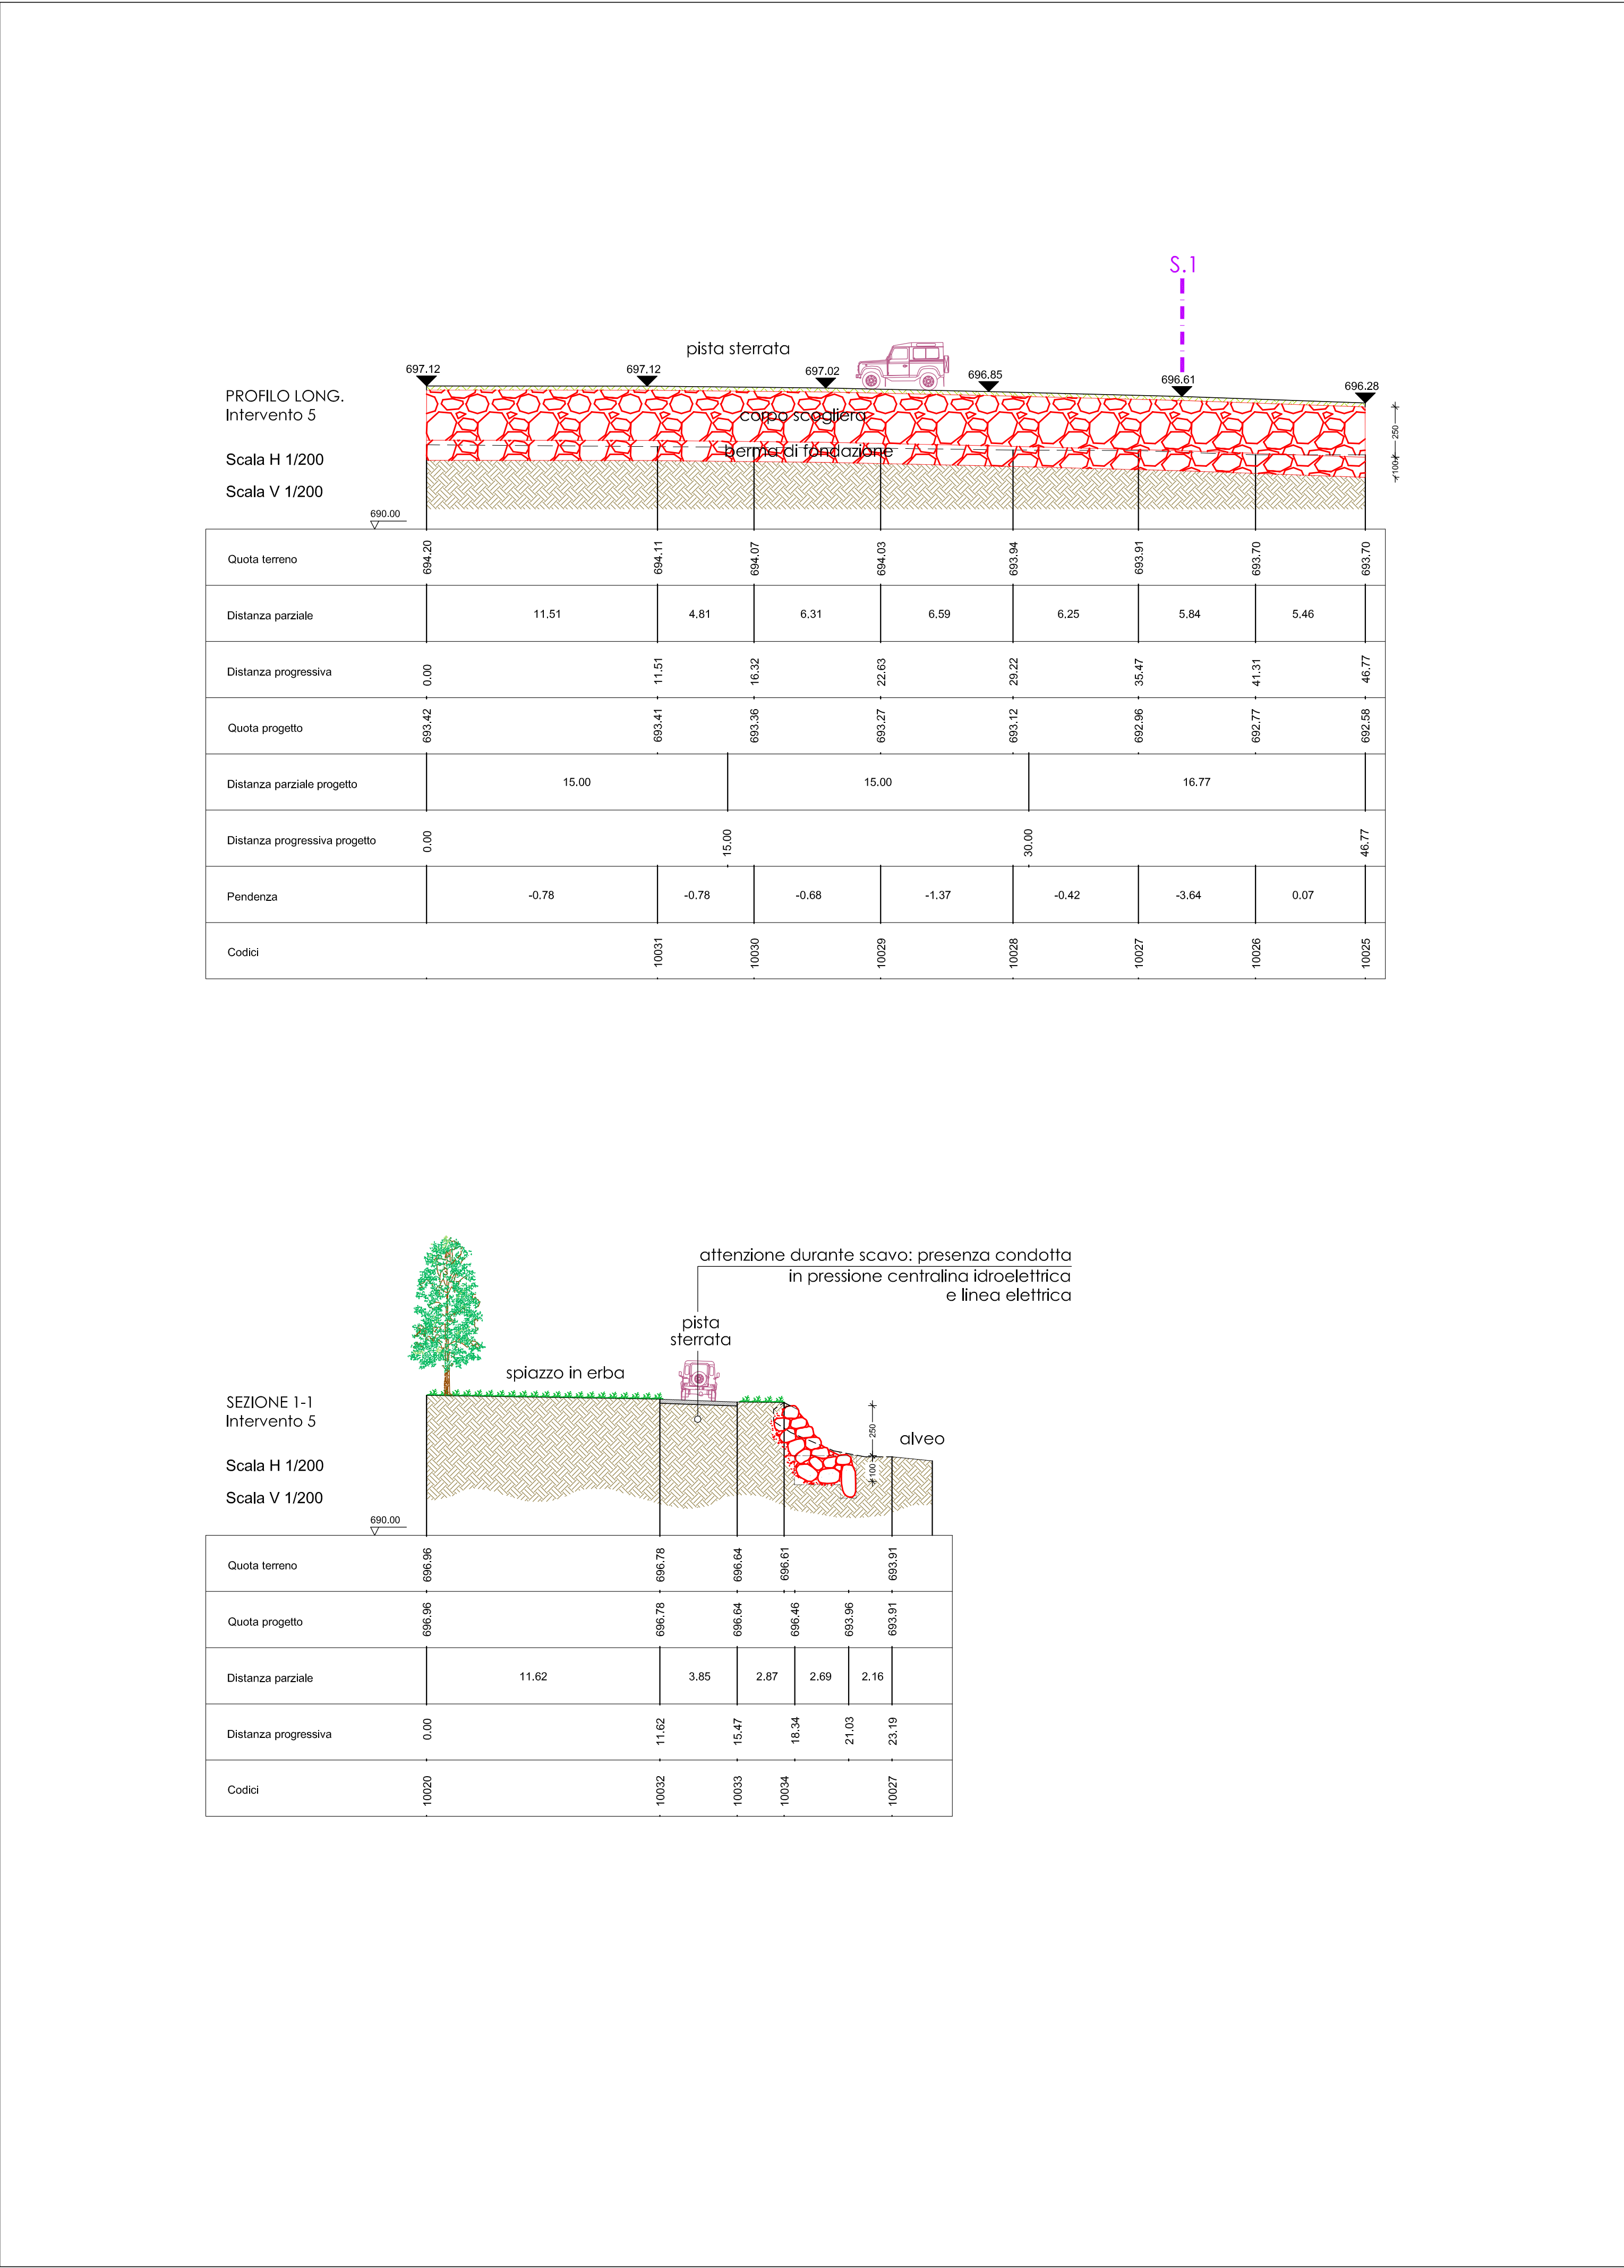 S.1
pista sterrata
697.12 697.12 697.02 696.85 696.61 696.28
PROFILO LONG.
Intervento 5
corpo scogliera
berma di fondazione
250
100
Scala H 1/200
Scala V 1/200
690.00
Quota terreno 694.20 694.11 694.07 694.03 693.94 693.91 693.70 693.70
Distanza parziale 11.51 4.81 6.31 6.59 6.25 5.84 5.46
Distanza progressiva 0.00 11.51 16.32 22.63 29.22 35.47 41.31 46.77
Quota progetto 693.42 693.41 693.36 693.27 693.12 692.96 692.77 692.58
Distanza parziale progetto 15.00 15.00 16.77
Distanza progressiva progetto 0.00 15.00 30.00 46.77
Pendenza -0.78 -0.78 -0.68 -1.37 -0.42 -3.64 0.07
Codici 10031 10030 10029 10028 10027 10026 10025
attenzione durante scavo: presenza condotta
in pressione centralina idroelettrica
e linea elettrica
pista
sterrata
spiazzo in erba
SEZIONE 1-1
Intervento 5
250
100
alveo
Scala H 1/200
Scala V 1/200
690.00
Quota terreno 696.96 696.78 696.64 696.61 693.91
Quota progetto 696.96 696.78 696.64 696.46 693.96 693.91
Distanza parziale 11.62 3.85 2.87 2.69 2.16
Distanza progressiva 0.00 11.62 15.47 18.34 21.03 23.19
Codici 10020 10032 10033 10034 10027